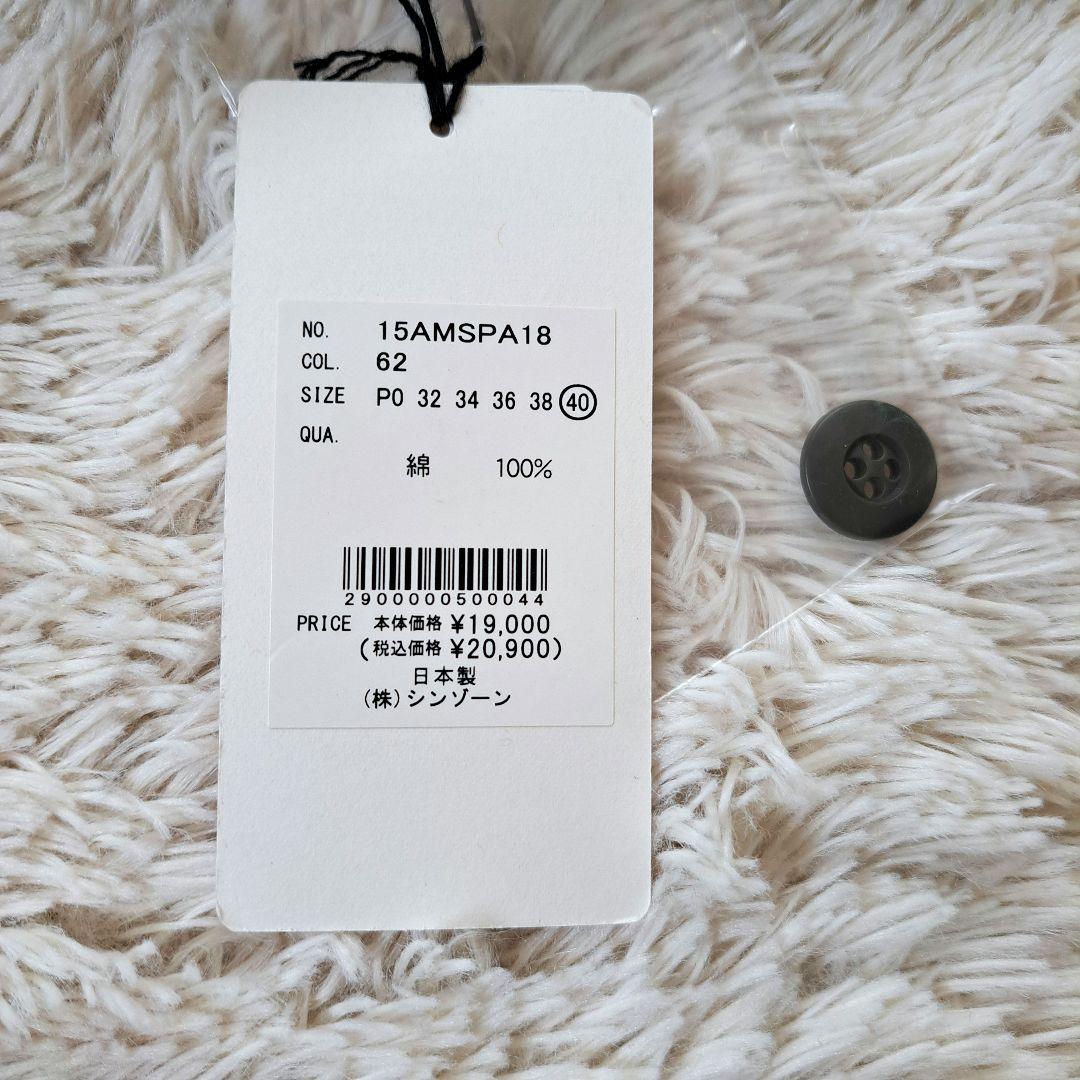 NO. 15AMSPA18
COL. 62
SIZE P0 32 34 36 38 40
QUA.
綿 100%
2900000500044
PRICE 本体価格 ¥19,000
(税込価格 ¥20,900)
日本製
(株)シンゾーン